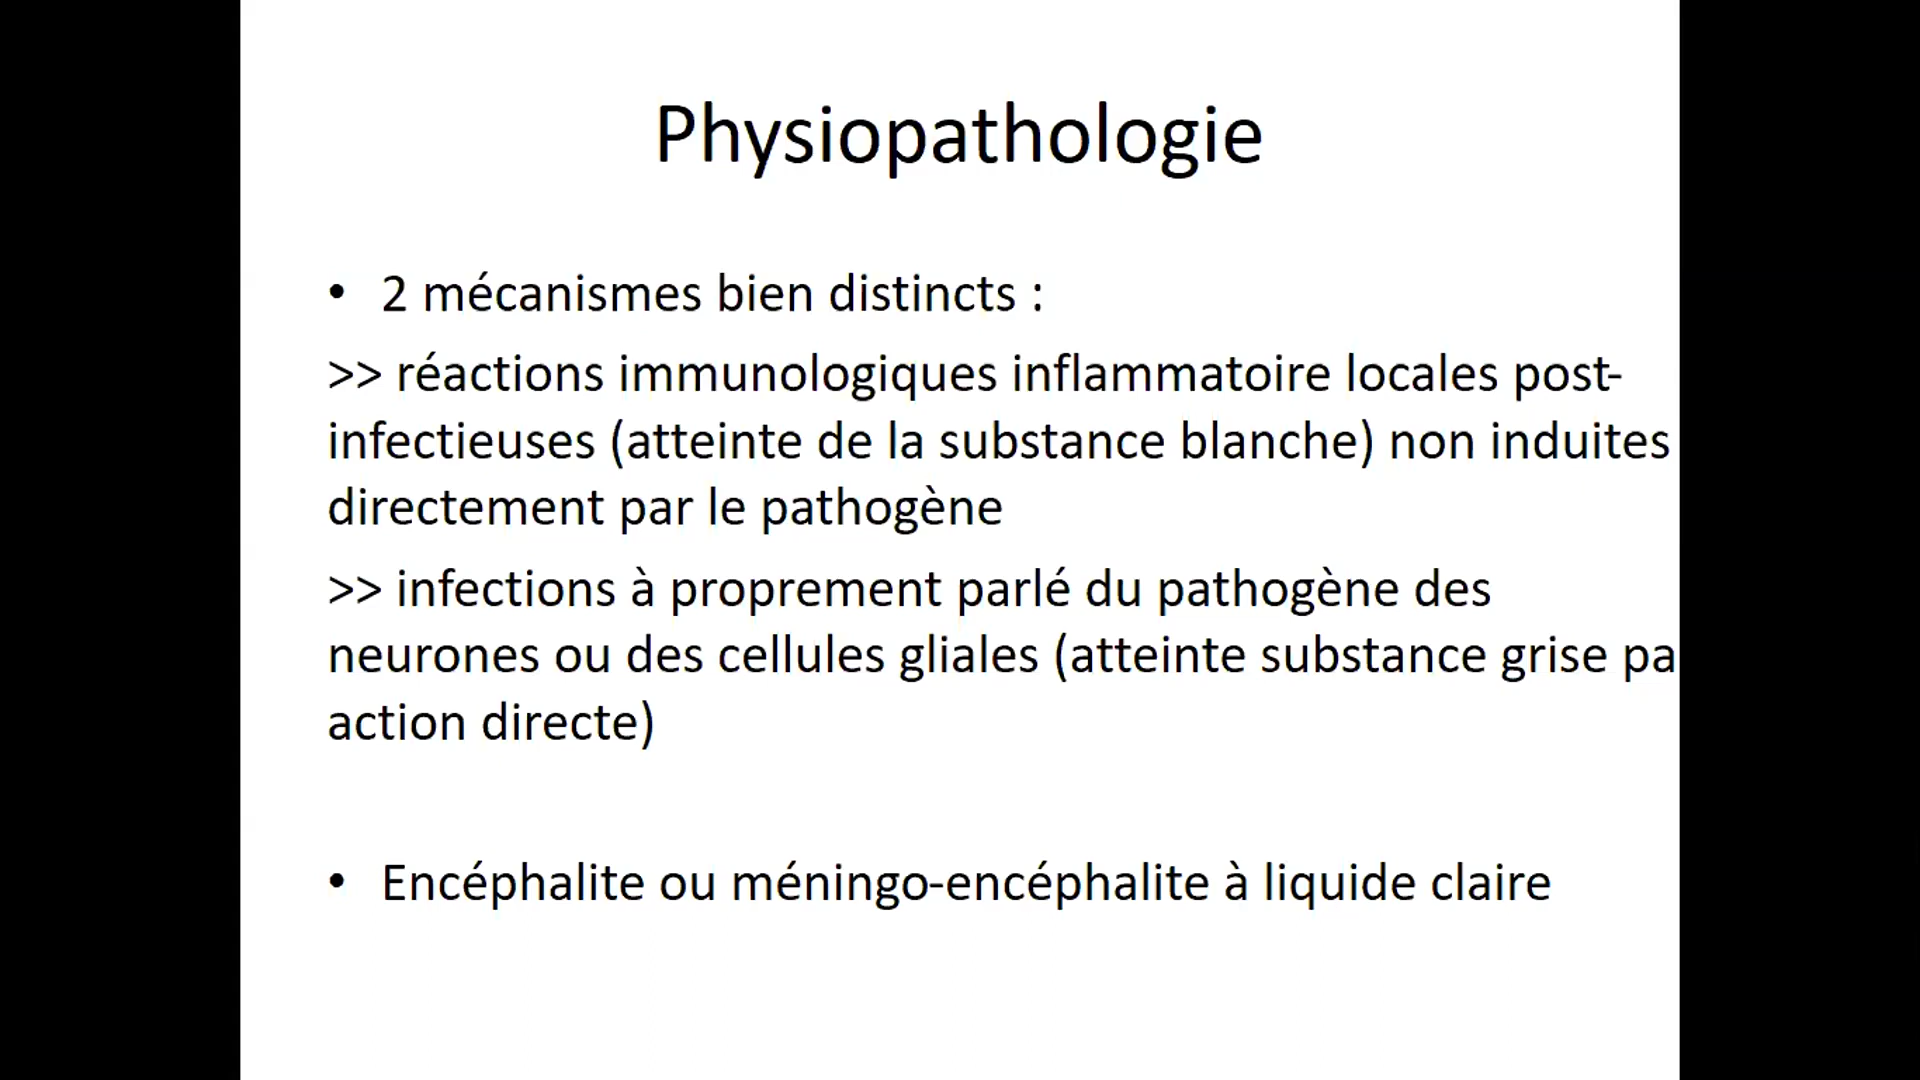 Physiopathologie
• 2 mécanismes bien distincts :
>> réactions immunologiques inflammatoire locales post-
infectieuses (atteinte de la substance blanche) non induites
directement par le pathogène
>> infections à proprement parlé du pathogène des
neurones ou des cellules gliales (atteinte substance grise pa
action directe)
• Encéphalite ou méningo-encéphalite à liquide claire